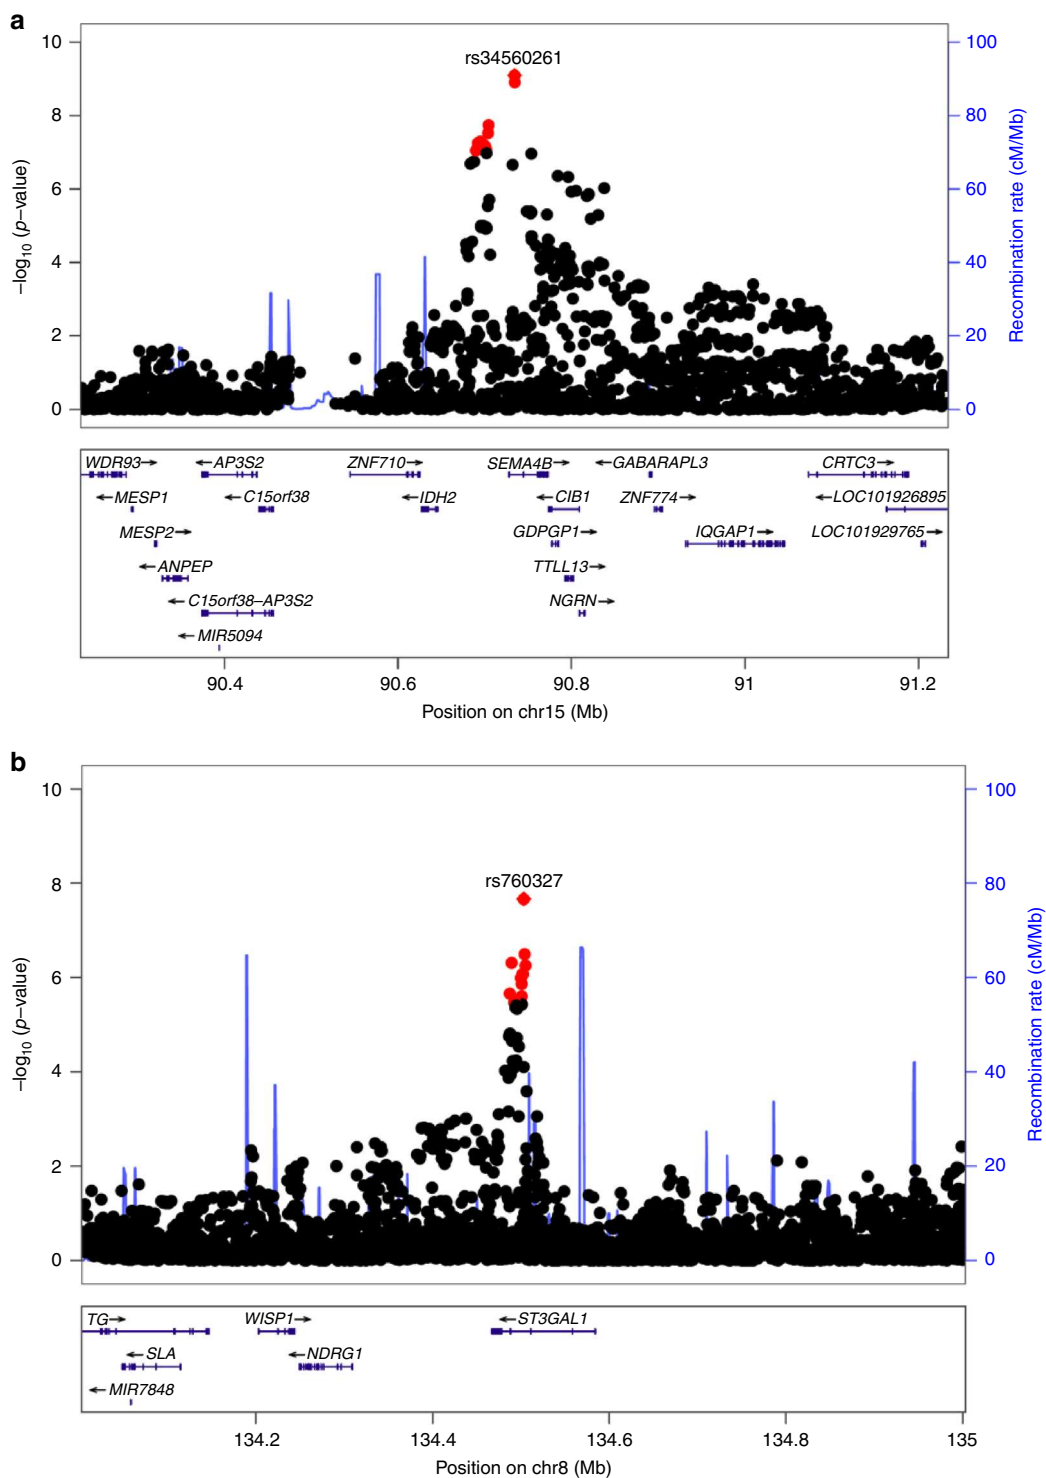 a
10
8
6
4
2
0
–log10 (p–value)
rs34560261
100
80
60
40
20
0
Recombination rate (cM/Mb)
WDR93→ ←AP3S2 ZNF710→ SEMA4B→ ←GABARAPL3 CRTC3→
←MESP1 ←C15orf38 ←IDH2 ←CIB1 ZNF774→ ←LOC101926895
MESP2→ GDPGP1→ IQGAP1→ LOC101929765→
←ANPEP TTLL13→
←C15orf38–AP3S2 NGRN→
←MIR5094
90.4 90.6 90.8 91 91.2
Position on chr15 (Mb)
b
10
8
6
4
2
0
–log10 (p–value)
rs760327
100
80
60
40
20
0
Recombination rate (cM/Mb)
TG→ WISP1→ ←ST3GAL1
←SLA ←NDRG1
←MIR7848
134.2 134.4 134.6 134.8 135
Position on chr8 (Mb)